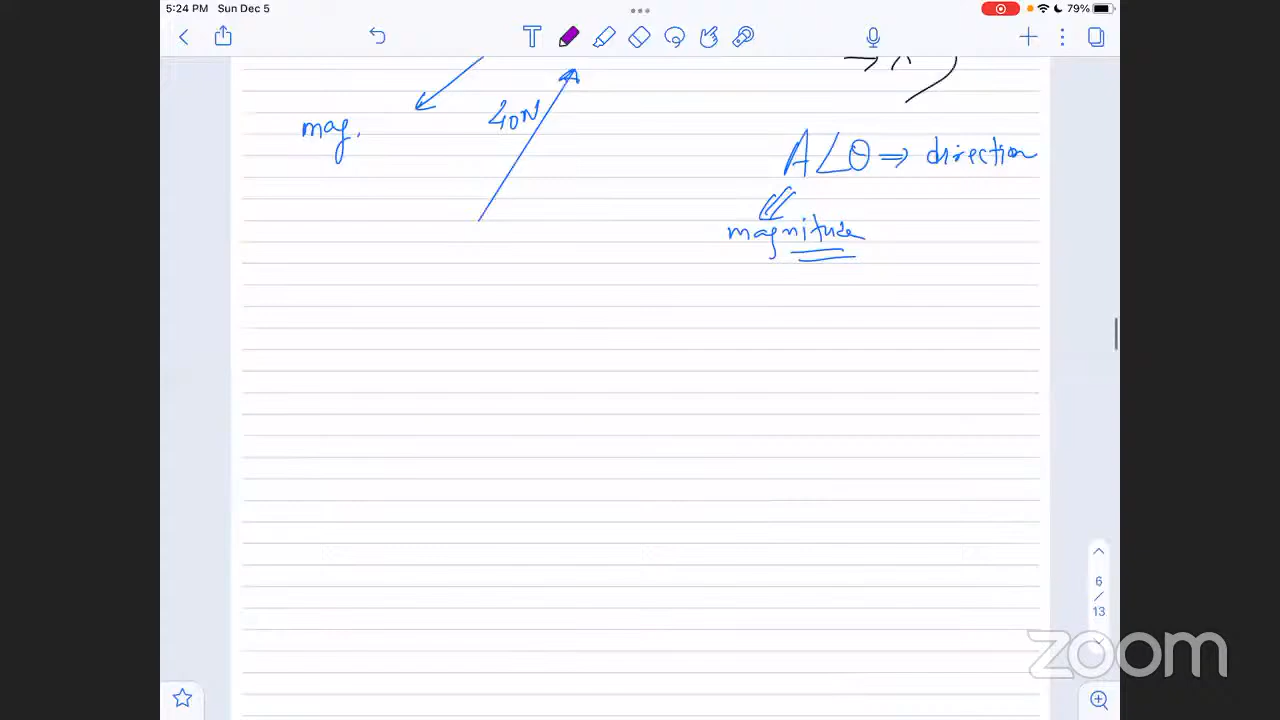 5:24 PM Sun Dec 5
79%
T
40N
mag.
A∠θ ⇒ direction
magnitude
6
/
13
zoom